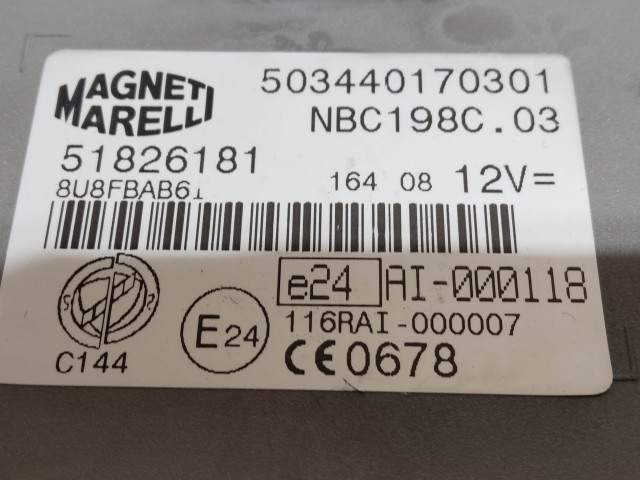 MAGNETI MARELLI
503440170301
NBC198C.03
51826181
8U8FBAB61
164 08 12V=
e24 AI-000118
E24
116RAI-000007
C144
CE0678